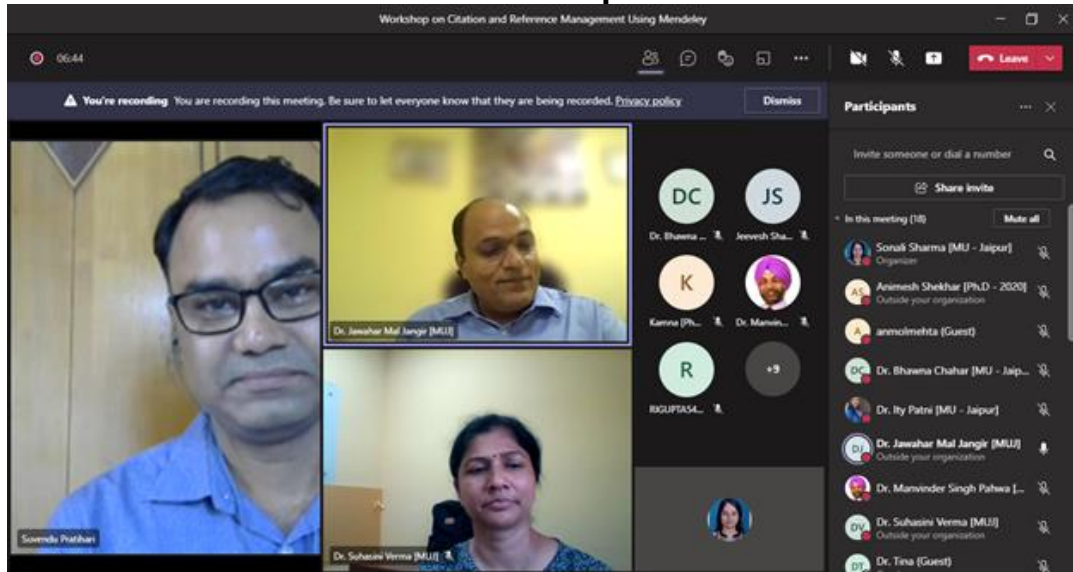 Workshop on Citation and Reference Management Using Mendeley
06:44
Leave
You're recording You are recording this meeting. Be sure to let everyone know that they are being recorded. Privacy policy
Dismiss
Participants
Invite someone or dial a number
Share invite
In this meeting (18)
Mute all
Sonali Sharma [MU - Jaipur]
Organizer
AS
Animesh Shekhar [Ph.D - 2020]
Outside your organization
A
anmolmehta (Guest)
DC
Dr. Bhawna Chahar [MU - Jaip...
Dr. Ity Patni [MU - Jaipur]
DJ
Dr. Jawahar Mal Jangir [MUJ]
Outside your organization
Dr. Manvinder Singh Pahwa [...
DV
Dr. Suhasini Verma [MUJ]
Outside your organization
DT
Dr. Tina (Guest)
Sovendu Pratihari
Dr. Jawahar Mal Jangir [MUJ]
Dr. Suhasini Verma [MUJ]
DC
JS
Dr. Bhawna ...
Jeevesh Sha...
K
Kamna [Ph...
Dr. Manvin...
R
+9